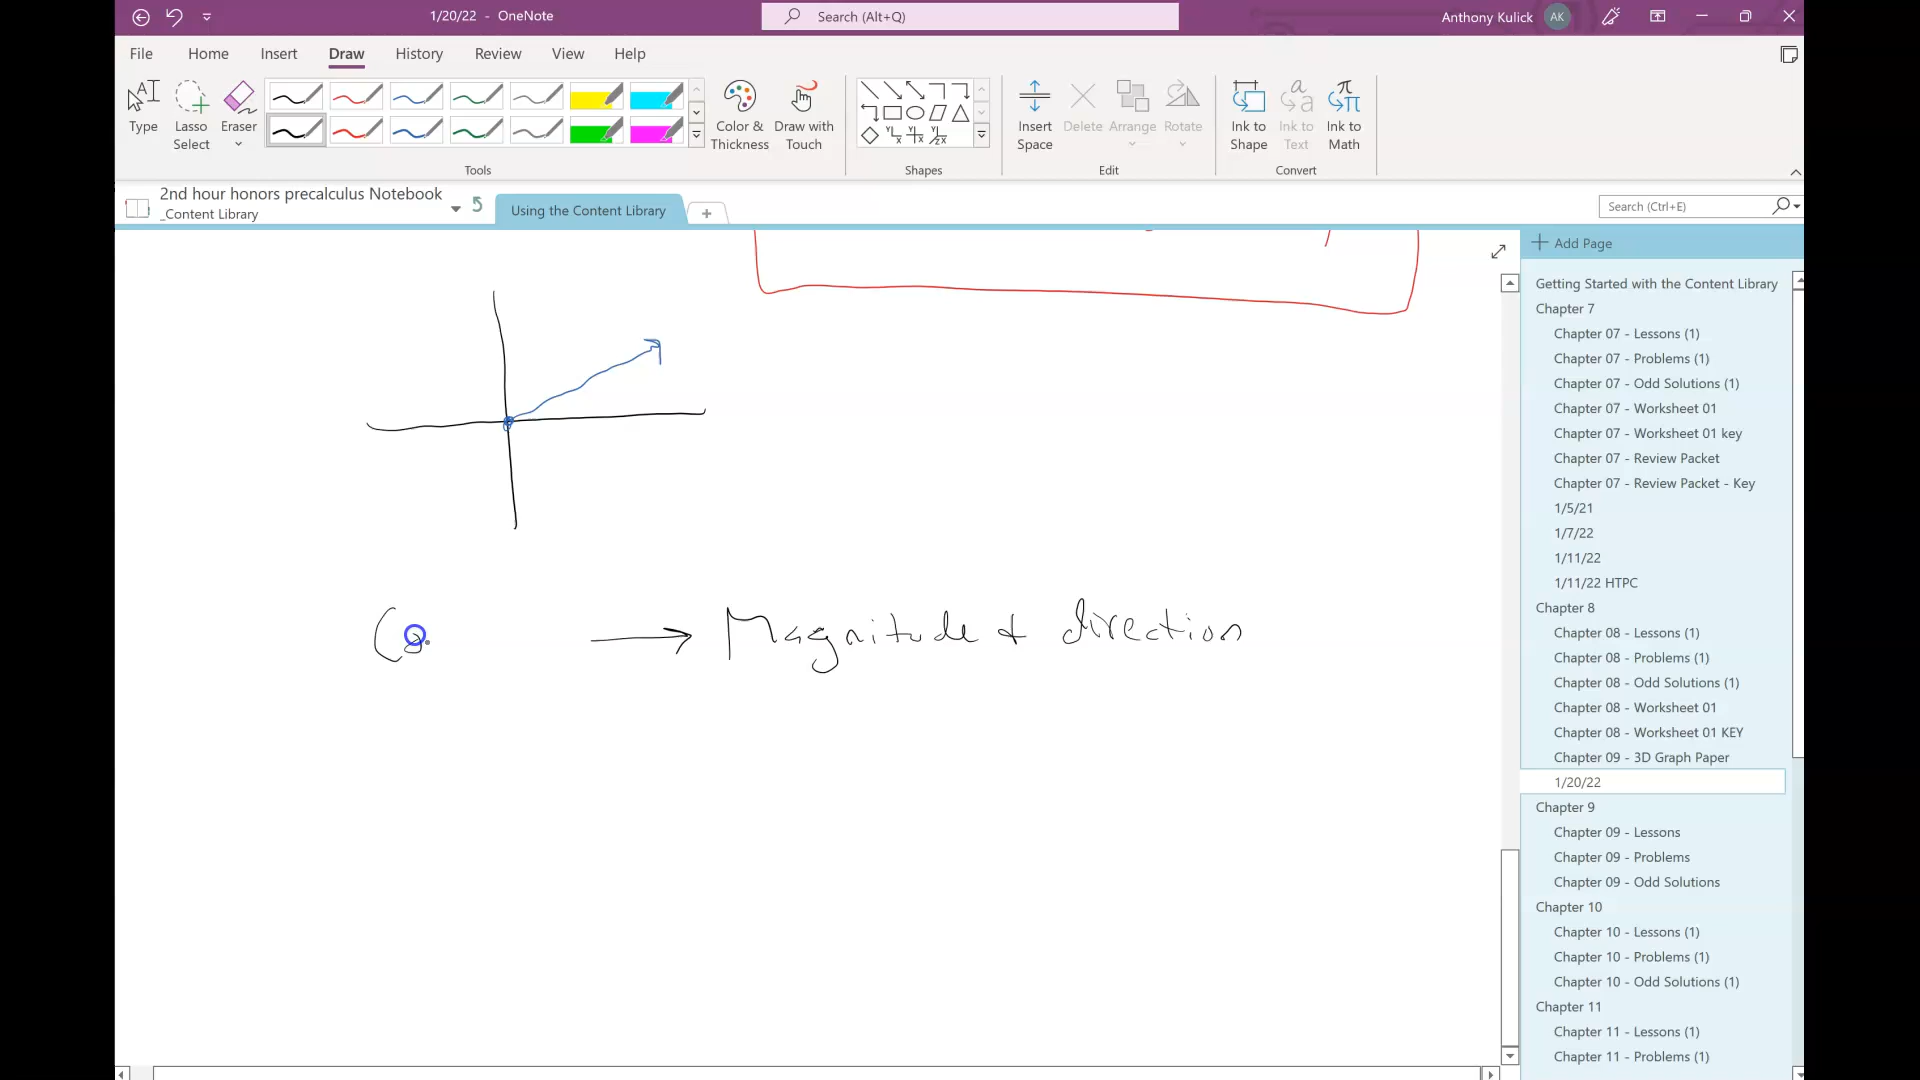 1/20/22 - OneNote
Search (Alt+Q)
Anthony Kulick
AK
File Home Insert Draw History Review View Help
Type
Lasso Select
Eraser
Color & Thickness
Draw with Touch
Insert Space
Delete
Arrange
Rotate
Ink to Shape
Ink to Text
Ink to Math
Tools
Shapes
Edit
Convert
2nd hour honors precalculus Notebook
_Content Library
Using the Content Library
Search (Ctrl+E)
Magnitude + direction
Add Page
Getting Started with the Content Library
Chapter 7
Chapter 07 - Lessons (1)
Chapter 07 - Problems (1)
Chapter 07 - Odd Solutions (1)
Chapter 07 - Worksheet 01
Chapter 07 - Worksheet 01 key
Chapter 07 - Review Packet
Chapter 07 - Review Packet - Key
1/5/21
1/7/22
1/11/22
1/11/22 HTPC
Chapter 8
Chapter 08 - Lessons (1)
Chapter 08 - Problems (1)
Chapter 08 - Odd Solutions (1)
Chapter 08 - Worksheet 01
Chapter 08 - Worksheet 01 KEY
Chapter 09 - 3D Graph Paper
1/20/22
Chapter 9
Chapter 09 - Lessons
Chapter 09 - Problems
Chapter 09 - Odd Solutions
Chapter 10
Chapter 10 - Lessons (1)
Chapter 10 - Problems (1)
Chapter 10 - Odd Solutions (1)
Chapter 11
Chapter 11 - Lessons (1)
Chapter 11 - Problems (1)